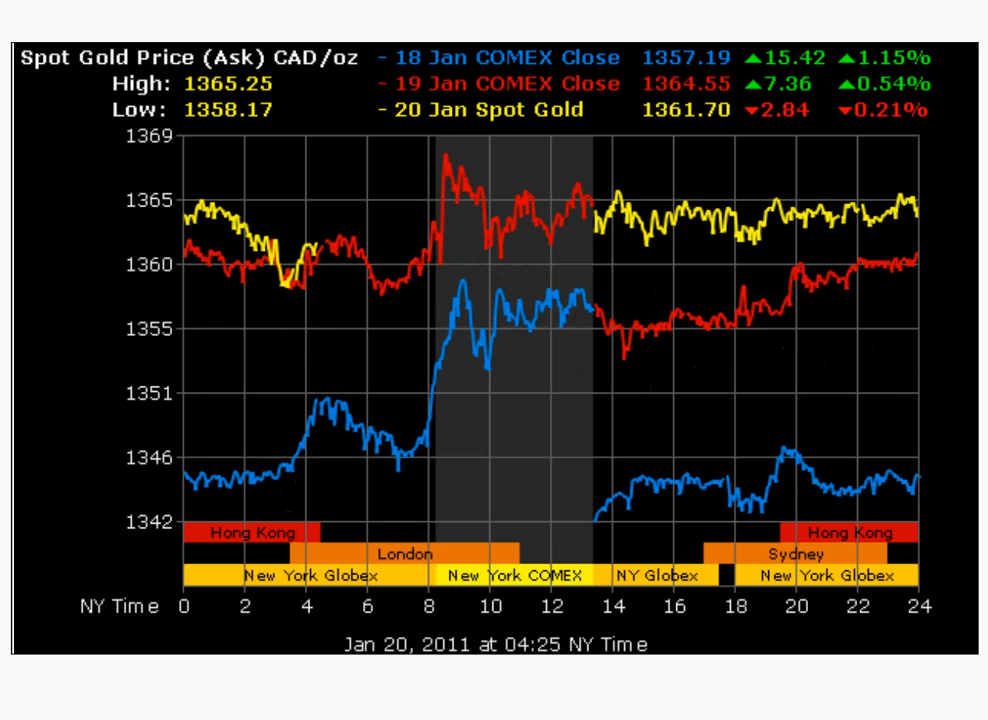 Spot Gold Price (Ask) CAD/oz - 18 Jan COMEX Close 1357.19 ▲15.42 ▲1.15%
High: 1365.25 - 19 Jan COMEX Close 1364.55 ▲7.36 ▲0.54%
Low: 1358.17 - 20 Jan Spot Gold 1361.70 ▼2.84 ▼0.21%
1369
1365
1360
1355
1351
1346
1342
Hong Kong Hong Kong
London Sydney
New York Globex New York COMEX NY Globex New York Globex
NY Time 0 2 4 6 8 10 12 14 16 18 20 22 24
Jan 20, 2011 at 04:25 NY Time